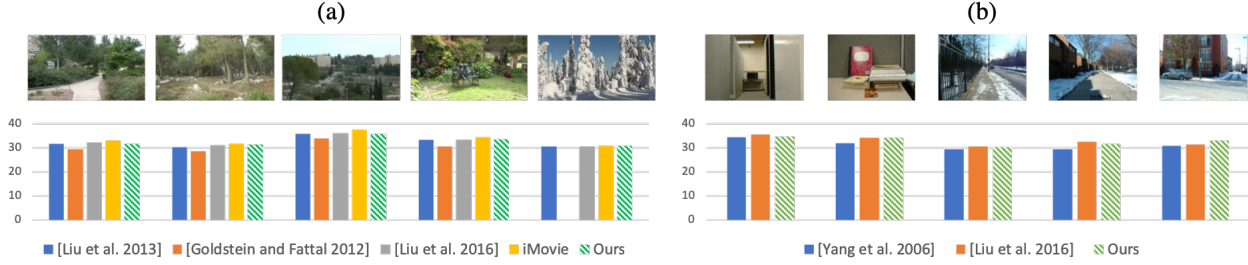 (a)
(b)
40
30
20
10
0
[Liu et al. 2013] [Goldstein and Fattal 2012] [Liu et al. 2016] iMovie Ours
40
30
20
10
0
[Yang et al. 2006] [Liu et al. 2016] Ours